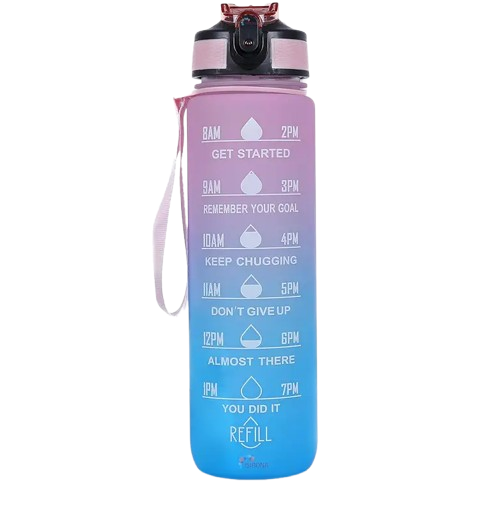 8AM 2PM
GET STARTED
9AM 3PM
REMEMBER YOUR GOAL
10AM 4PM
KEEP CHUGGING
11AM 5PM
DON'T GIVE UP
12PM 6PM
ALMOST THERE
1PM 7PM
YOU DID IT
REFILL